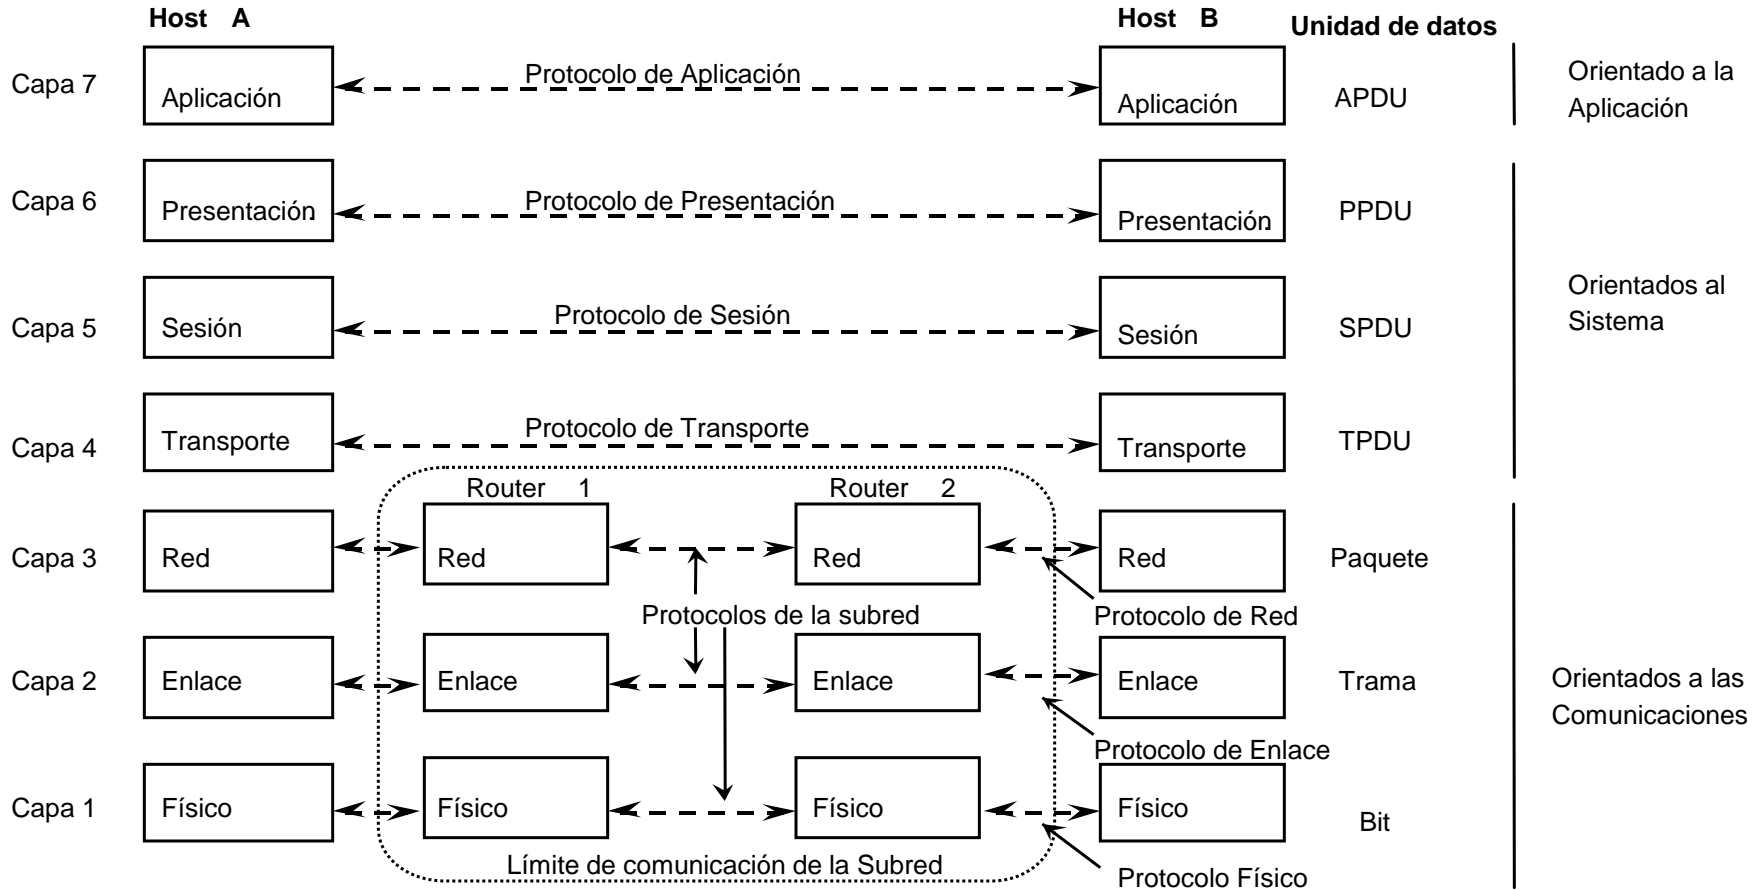 Host A
Host B
Unidad de datos
Capa 7
Aplicación
Protocolo de Aplicación
Aplicación
APDU
Orientado a la
Aplicación
Capa 6
Presentación.
Protocolo de Presentación
Presentación.
PPDU
Orientados al
Sistema
Capa 5
Sesión
Protocolo de Sesión
Sesión
SPDU
Capa 4
Transporte
Protocolo de Transporte
Transporte
TPDU
Router 1
Router 2
Capa 3
Red
Red
Red
Red
Paquete
Protocolos de la subred
Protocolo de Red
Capa 2
Enlace
Enlace
Enlace
Enlace
Trama
Orientados a las
Comunicaciones
Protocolo de Enlace
Capa 1
Físico
Físico
Físico
Físico
Bit
Límite de comunicación de la Subred
Protocolo Físico